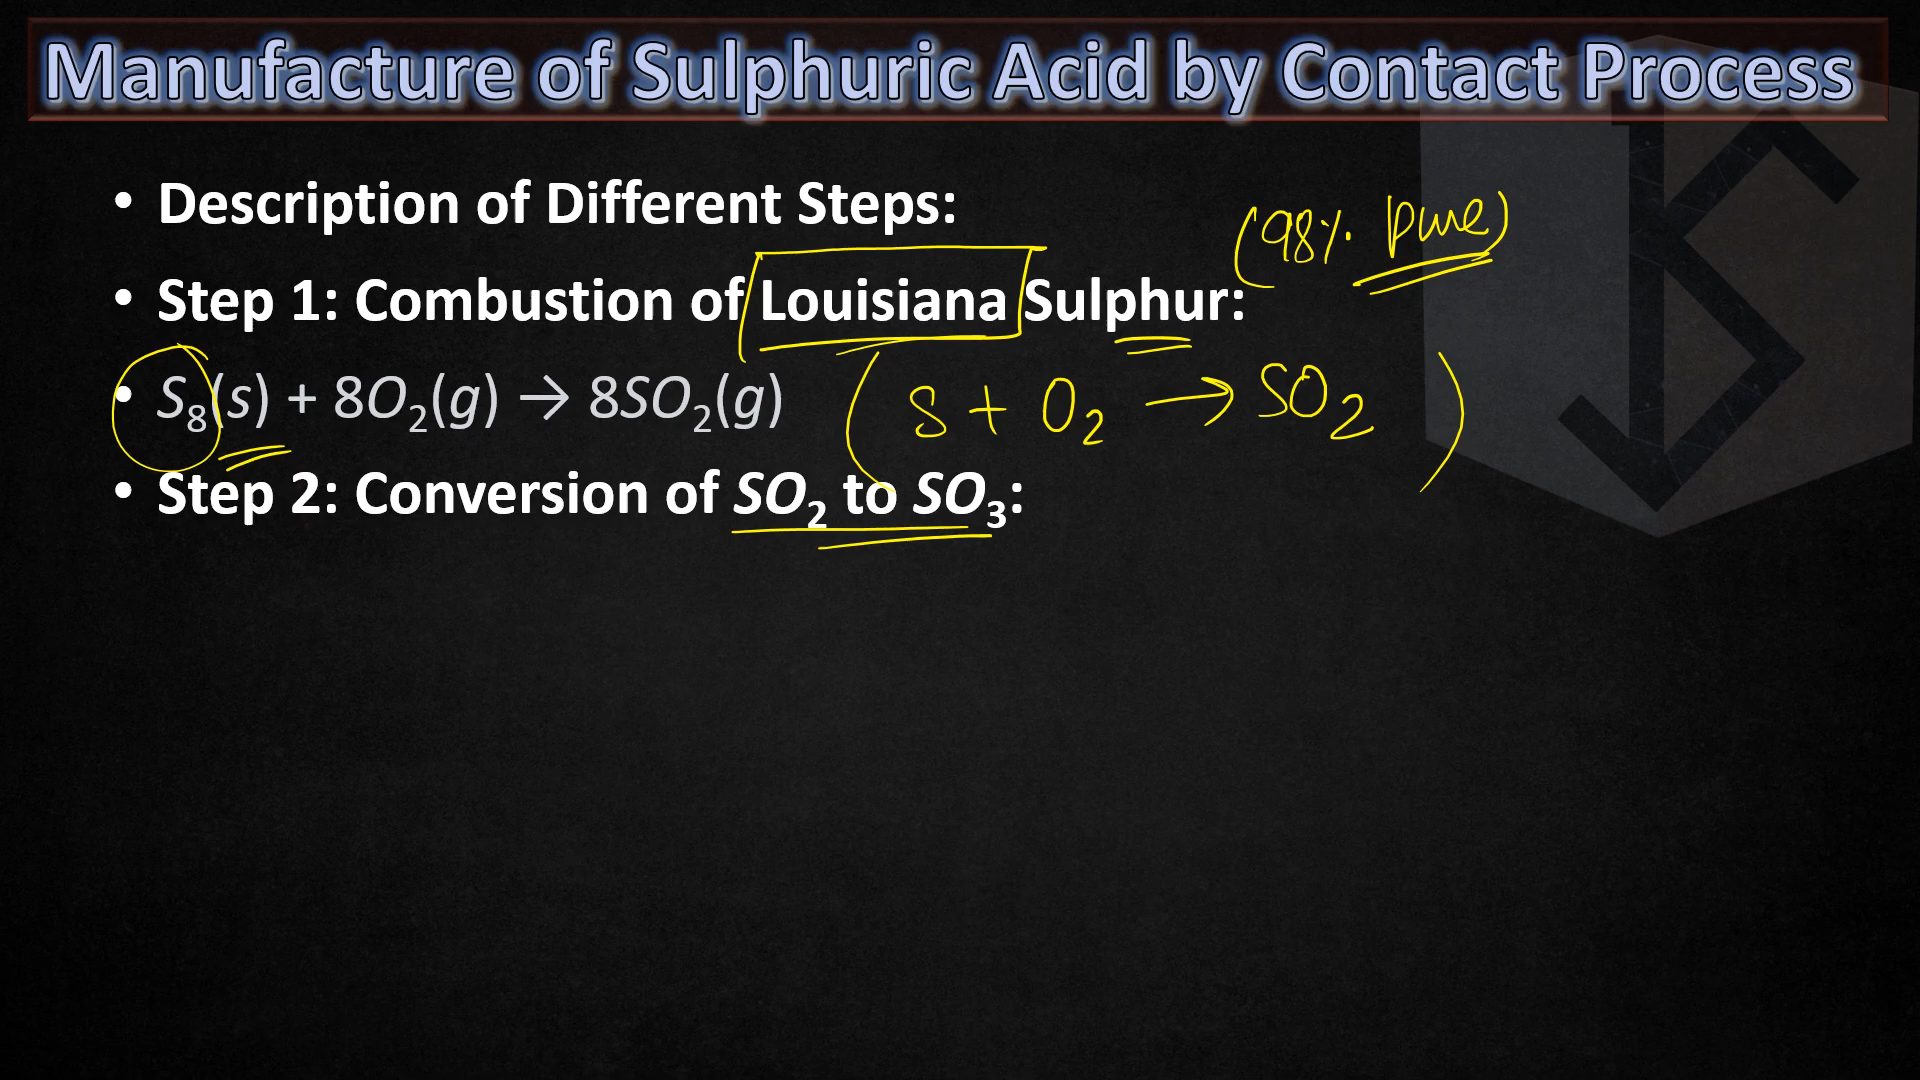 Manufacture of Sulphuric Acid by Contact Process
• Description of Different Steps:
(98% pure)
• Step 1: Combustion of Louisiana Sulphur:
• S₈(s) + 8O₂(g) → 8SO₂(g) (S + O₂ → SO₂)
• Step 2: Conversion of SO₂ to SO₃: